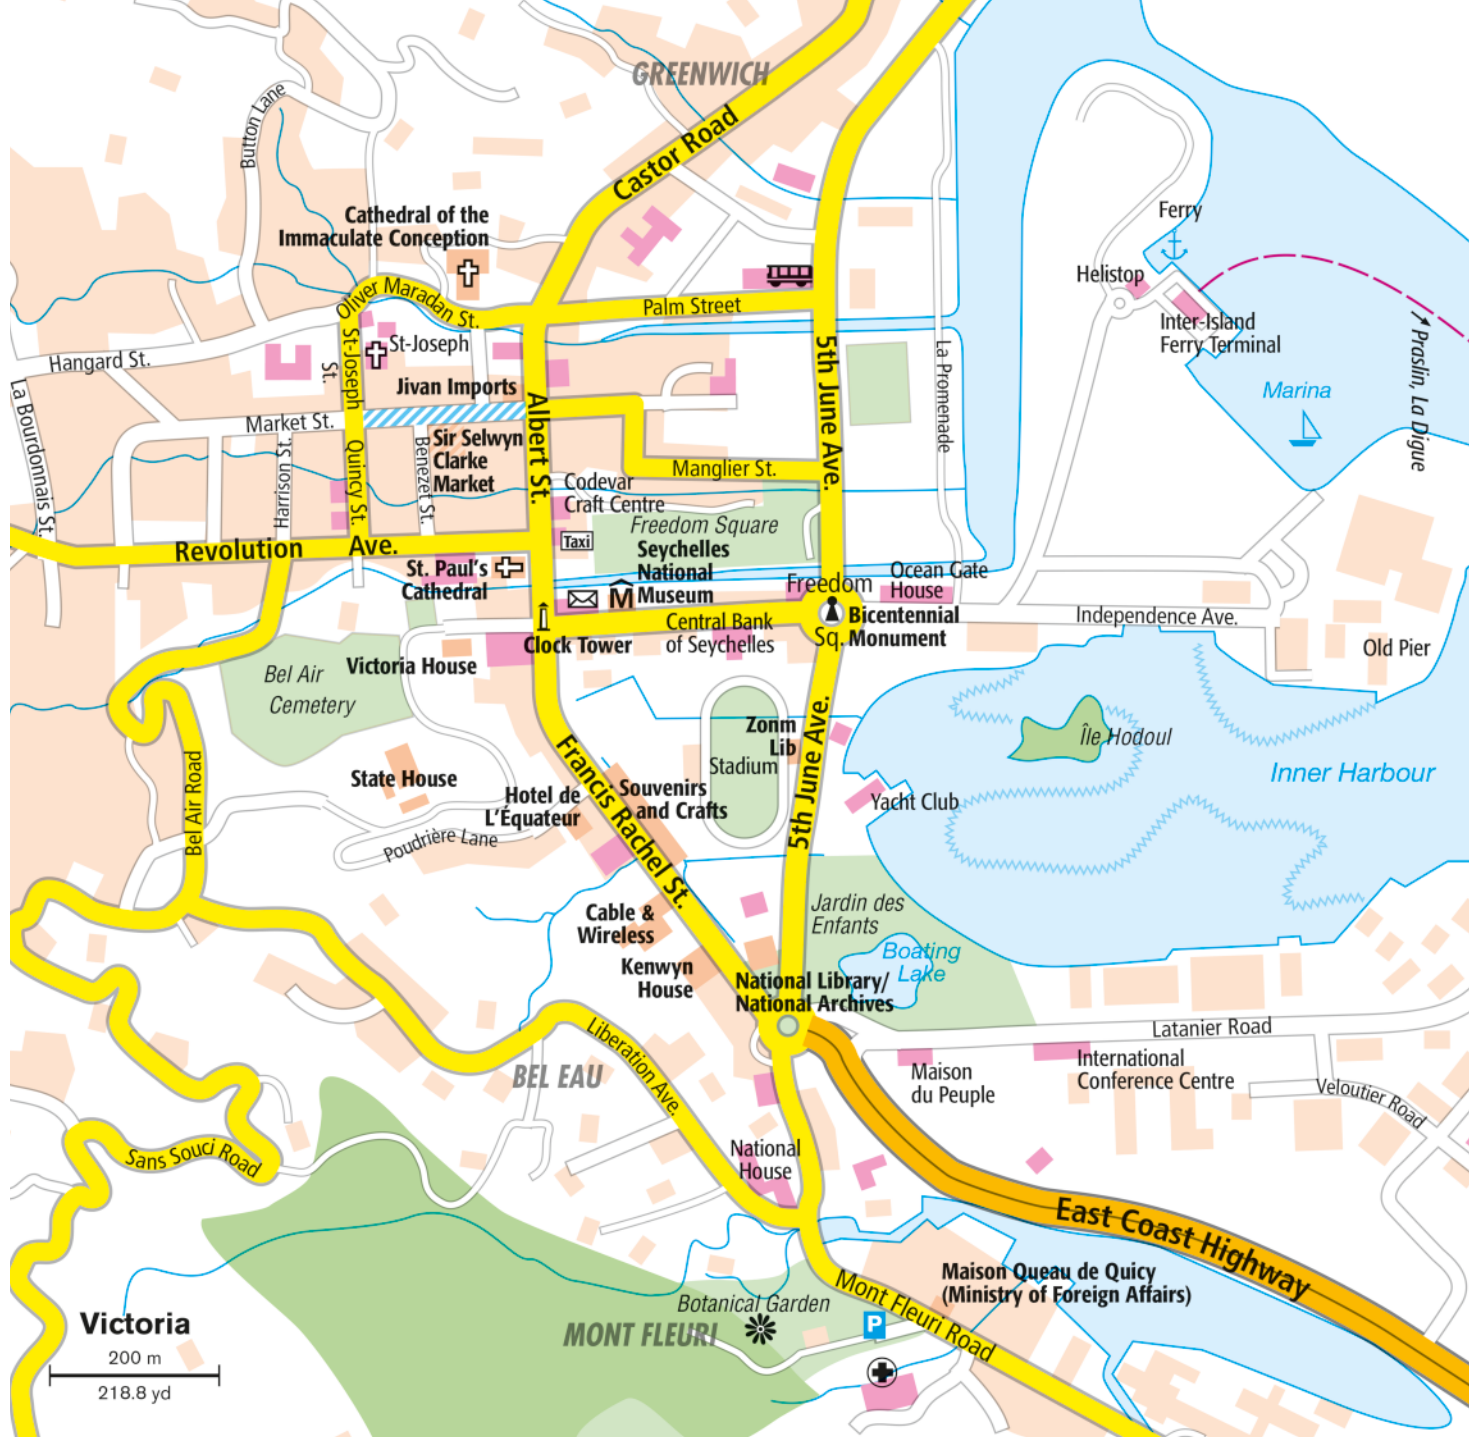 GREENWICH
Button Lane
Castor Road
Cathedral of the
Immaculate Conception
Ferry
Helistop
Oliver Maradan St.
Palm Street
Inter-Island
Ferry Terminal
Praslin, La Digue
Hangard St.
St-Joseph
St.
St-Joseph
5th June Ave.
La Promenade
La Bourdonnais St.
Jivan Imports
Marina
Albert St.
Market St.
Harrison St.
Quincy St.
Benezet St.
Sir Selwyn
Clarke
Market
Manglier St.
Codevar
Craft Centre
Freedom Square
Taxi
Revolution Ave.
Seychelles
National
Museum
M
St. Paul's
Cathedral
Freedom
Sq.
Ocean Gate
House
Bicentennial
Monument
Independence Ave.
Central Bank
of Seychelles
Clock Tower
Old Pier
Victoria House
Bel Air
Cemetery
Zonm
Lib
Stadium
5th June Ave.
Île Hodoul
Inner Harbour
Bel Air Road
State House
Francis Rachel St.
Hotel de
L'Équateur
Souvenirs
and Crafts
Yacht Club
Poudrière Lane
Cable &
Wireless
Jardin des
Enfants
Boating
Lake
Kenwyn
House
National Library/
National Archives
Latanier Road
Liberation Ave.
BEL EAU
Maison
du Peuple
International
Conference Centre
Veloutier Road
Sans Souci Road
National
House
East Coast Highway
Maison Queau de Quicy
(Ministry of Foreign Affairs)
Mont Fleuri Road
Botanical Garden
MONT FLEURI
P
Victoria
200 m
218.8 yd